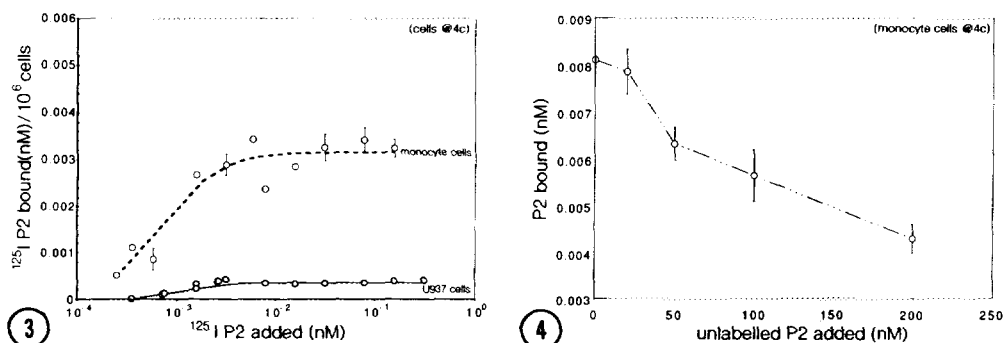 0.006
(cells @4c)
0.005
0.004
0.003
monocyte cells
0.002
0.001
U937 cells
0
10⁻⁴ 10⁻³ 10⁻² 10⁻¹ 10⁰
¹²⁵I P2 added (nM)
¹²⁵I P2 bound(nM)/10⁶ cells
3
0.009
(monocyte cells @4c)
0.008
0.007
0.006
0.005
0.004
0.003
0 50 100 150 200 250
unlabelled P2 added (nM)
P2 bound (nM)
4